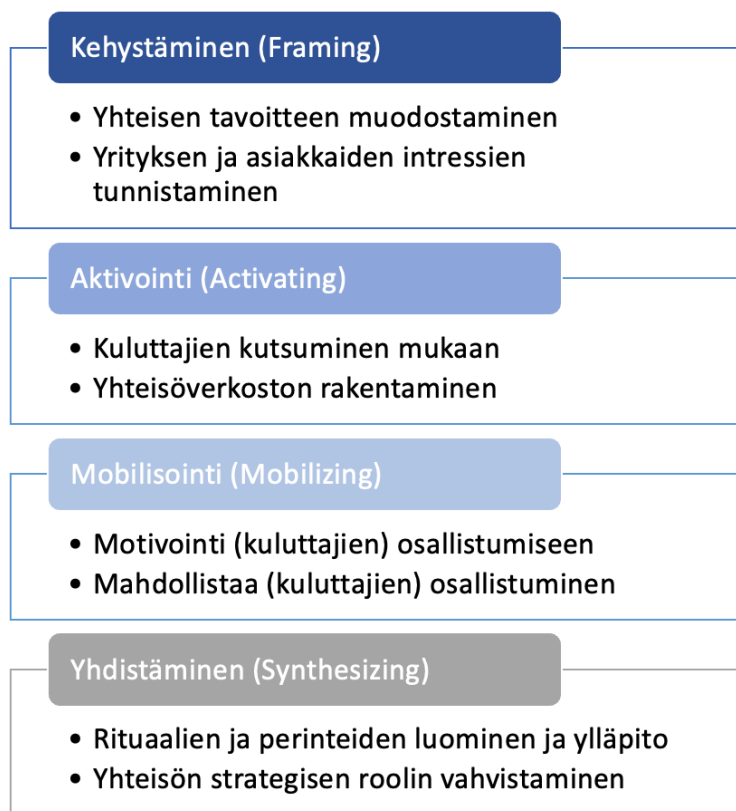 Kehystäminen (Framing)
• Yhteisen tavoitteen muodostaminen
• Yrityksen ja asiakkaiden intressien
tunnistaminen
Aktivointi (Activating)
• Kuluttajien kutsuminen mukaan
• Yhteisöverkoston rakentaminen
Mobilisointi (Mobilizing)
• Motivointi (kuluttajien) osallistumiseen
• Mahdollistaa (kuluttajien) osallistuminen
Yhdistäminen (Synthesizing)
• Rituaalien ja perinteiden luominen ja ylläpito
• Yhteisön strategisen roolin vahvistaminen